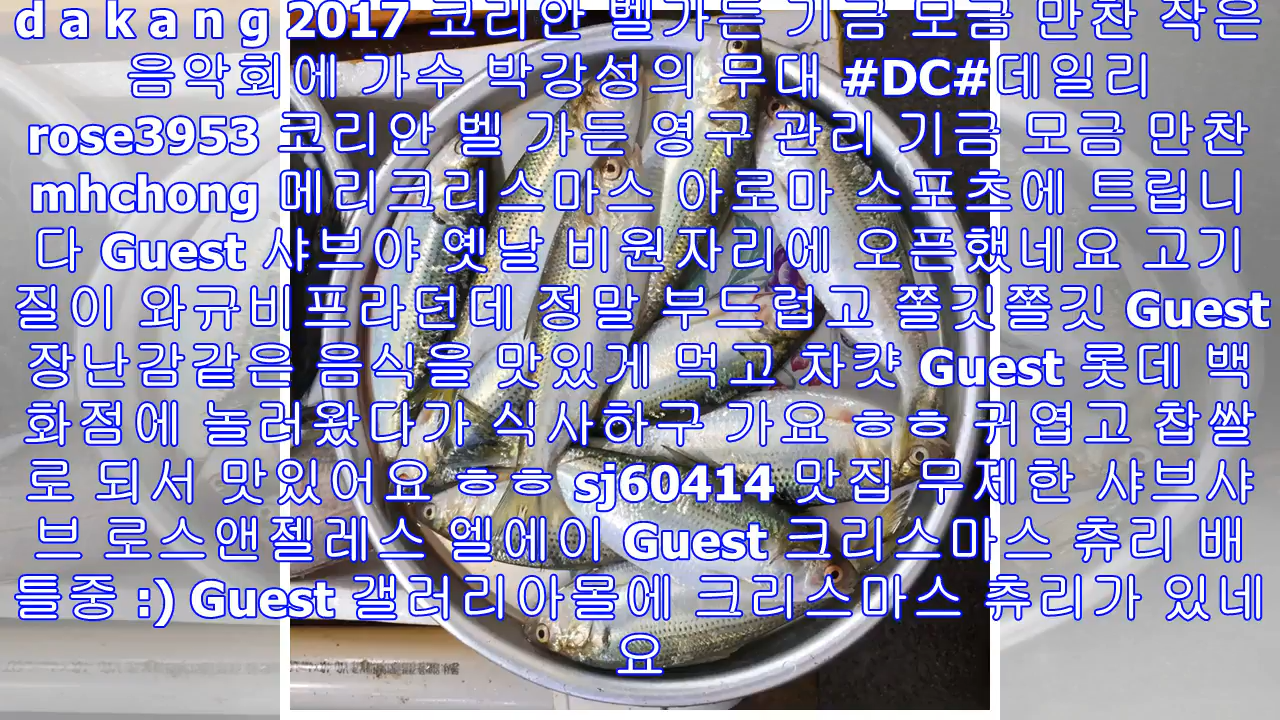 d a k a n g 2017 코리안 벨가든 기금 모금 만찬 작은
음악회에 가수 박강성의 무대 #DC#데일리
rose3953 코리안 벨 가든 영구 관리 기금 모금 만찬
mhchong 메리크리스마스 아로마 스포츠에 트립니
다 Guest 샤브야 옛날 비원자리에 오픈했네요 고기
질이 와규비프라던데 정말 부드럽고 쫄깃쫄깃 Guest
장난감같은 음식을 맛있게 먹고 차캿 Guest 롯데 백
화점에 놀러왔다가 식사하구 가요 ㅎㅎ 귀엽고 찹쌀
로 되서 맛있어요 ㅎㅎ sj60414 맛집 무제한 샤브샤
브 로스앤젤레스 엘에이 Guest 크리스마스 츄리 배
틀중 :) Guest 갤러리아몰에 크리스마스 츄리가 있네
요